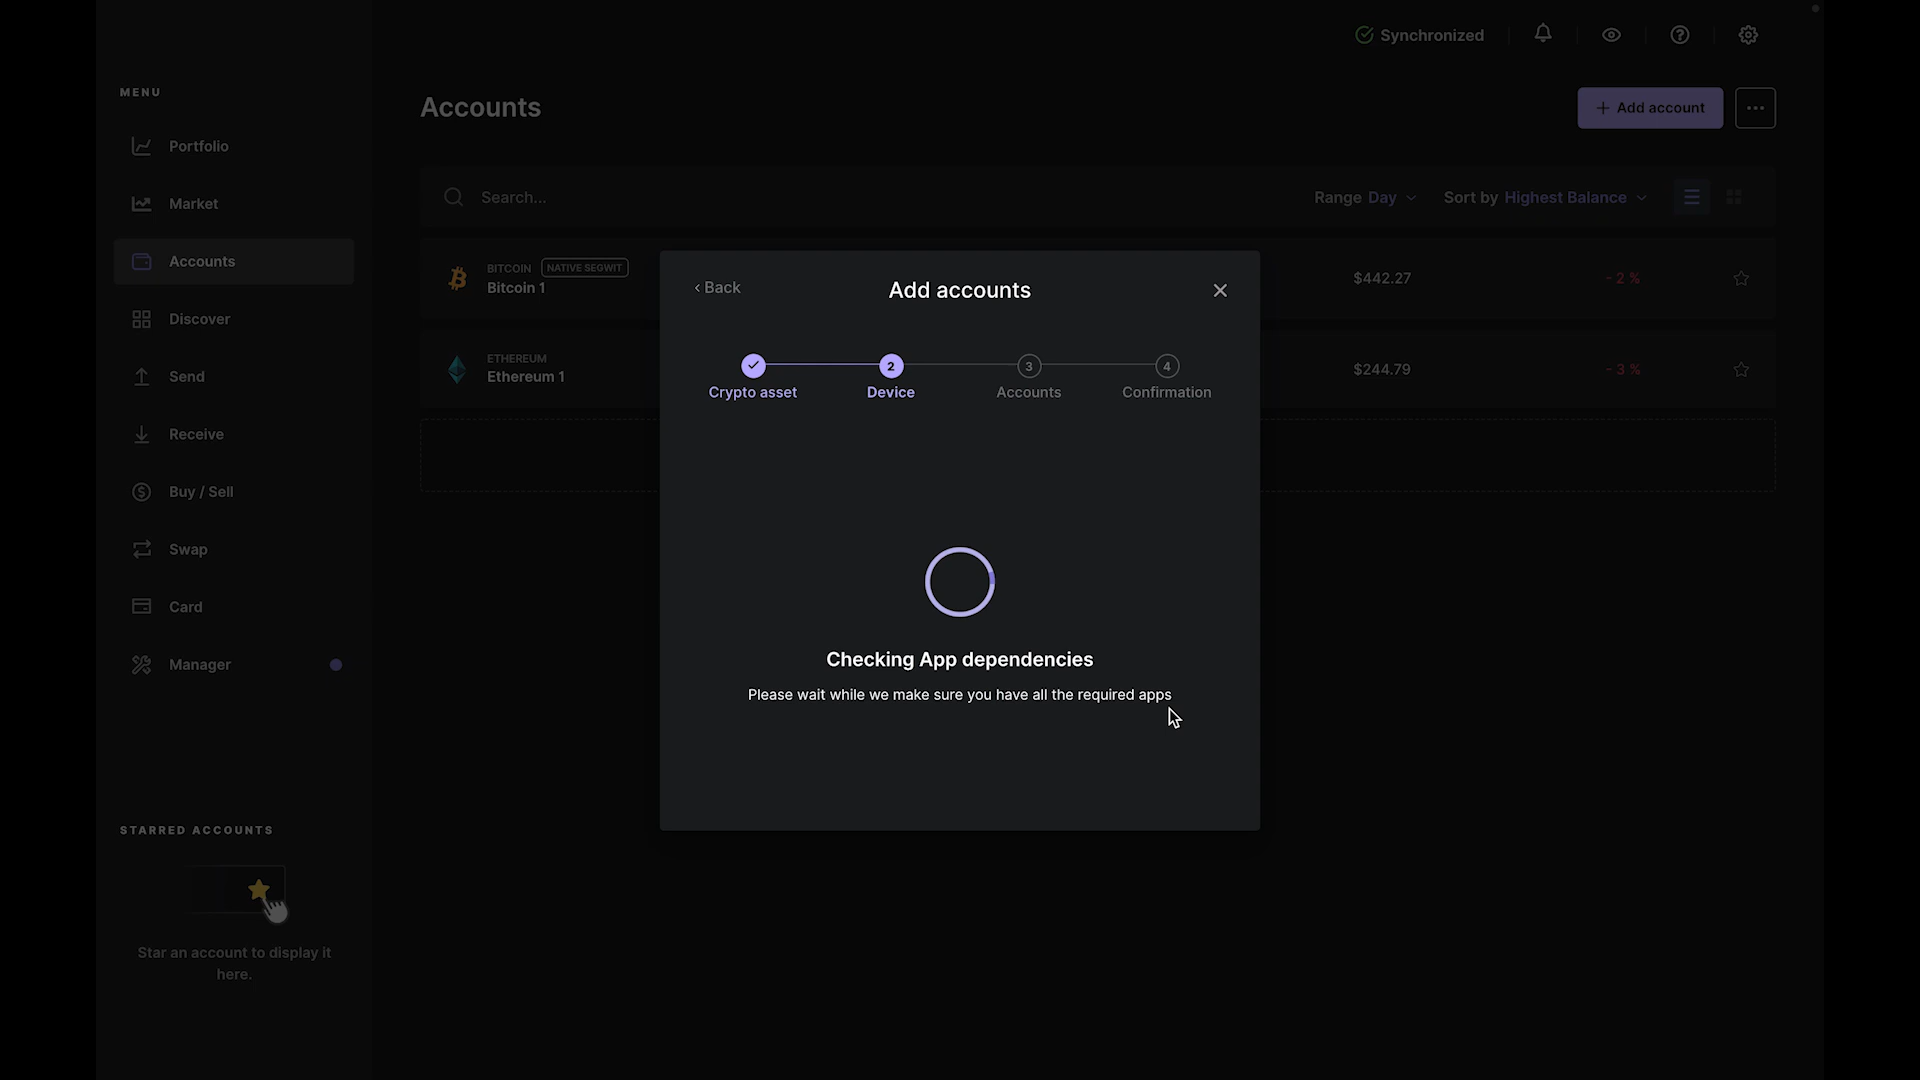 Synchronized
MENU
Portfolio
Market
Accounts
Discover
Send
Receive
Buy / Sell
Swap
Card
Manager
STARRED ACCOUNTS
Star an account to display it
here.
Accounts
+ Add account
Search...
Range Day
Sort by Highest Balance
BITCOIN NATIVE SEGWIT
Bitcoin 1
$442.27
- 2 %
ETHEREUM
Ethereum 1
$244.79
- 3 %
Back
Add accounts
2
3
4
Crypto asset
Device
Accounts
Confirmation
Checking App dependencies
Please wait while we make sure you have all the required apps